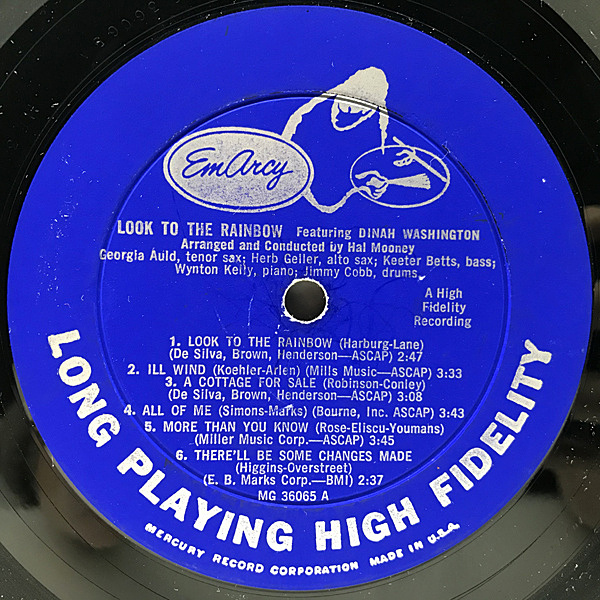 EmArcy
LOOK TO THE RAINBOW Featuring DINAH WASHINGTON
Arranged and Conducted by Hal Mooney
Georgia Auld, tenor sax; Herb Geller, alto sax; Keeter Betts, bass;
Wynton Kelly, piano; Jimmy Cobb, drums.
A High
Fidelity
Recording
1. LOOK TO THE RAINBOW (Harburg-Lane)
(De Silva, Brown, Henderson—ASCAP) 2:47
2. ILL WIND (Koehler-Arlen) (Mills Music—ASCAP) 3:33
3. A COTTAGE FOR SALE (Robinson-Conley)
(De Silva, Brown, Henderson—ASCAP) 3:08
4. ALL OF ME (Simons-Marks) (Bourne, Inc. ASCAP) 3:43
5. MORE THAN YOU KNOW (Rose-Eliscu-Youmans)
(Miller Music Corp.—ASCAP) 3:45
6. THERE'LL BE SOME CHANGES MADE
(Higgins-Overstreet)
(E. B. Marks Corp.—BMI) 2:37
MG 36065 A
LONG PLAYING HIGH FIDELITY
MERCURY RECORD CORPORATION MADE IN U.S.A.